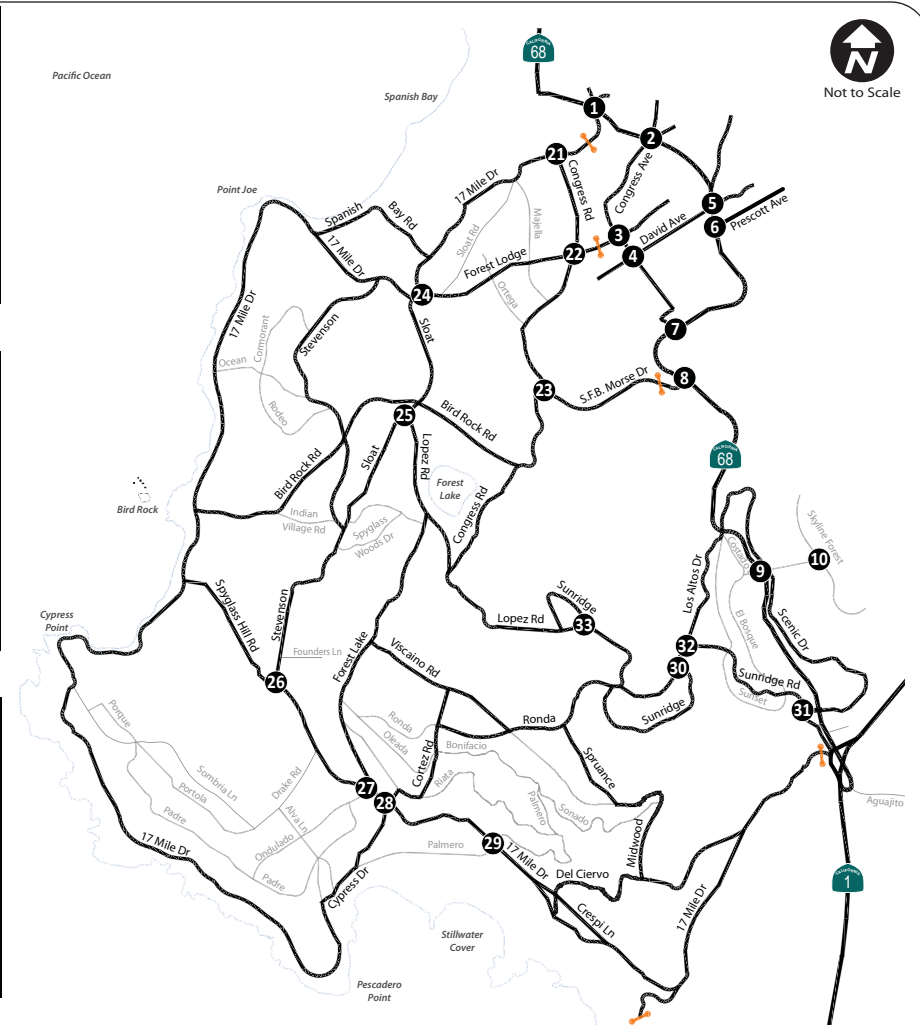 CALIFORNIA
68
N
Not to Scale
Pacific Ocean
Spanish Bay
1
2
21
17 Mile Dr
Congress Rd
Congress Ave
Point Joe
5
6
Prescott Ave
David Ave
3
4
Spanish
Bay Rd
17 Mile Dr
Sloat Rd
Majella
22
Forest Lodge
Ortega
24
17 Mile Dr
Stevenson
Sloat
7
8
Cormorant
Ocean
Rodeo
23
S.F.B. Morse Dr
25
Bird Rock Rd
CALIFORNIA
68
Sloat
Lopez Rd
Bird Rock Rd
Forest
Lake
Congress Rd
Bird Rock
Indian
Village Rd
Spyglass
Woods Dr
Skyline Forest
Costado
9
10
Los Altos Dr
El Bosque
Scenic Dr
Cypress
Point
Spyglass Hill Rd
Stevenson
Sunridge
Lopez Rd
33
Founders Ln
Forest Lake
Viscaino Rd
32
30
26
Sunridge Rd
Sunset
31
Sunridge
Porque
Ronda
Oleada
Ronda
Cortez Rd
Bonifacio
Spruance
Sombria Ln
Portola
Drake Rd
Riata
27
28
Palmero
Sonado
Aguajito
Padre
Alva Ln
Ondulado
17 Mile Dr
Palmero
29
17 Mile Dr
Midwood
Padre
Cypress Dr
Del Ciervo
17 Mile Dr
Crespi Ln
CALIFORNIA
1
Stillwater
Cove
Pescadero
Point